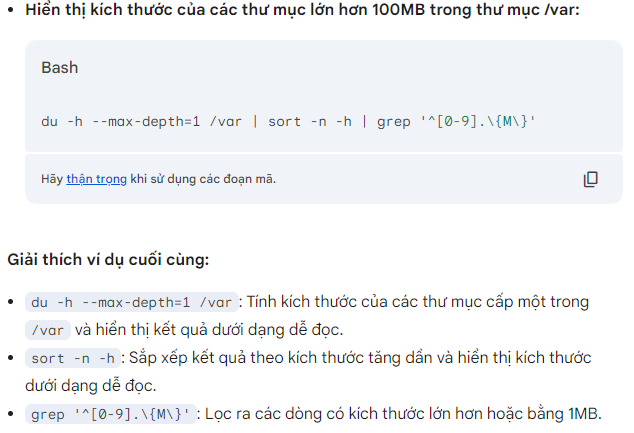 • Hiển thị kích thước của các thư mục lớn hơn 100MB trong thư mục /var:
Bash
du -h --max-depth=1 /var | sort -n -h | grep '^[0-9].\{M\}'
Hãy thận trọng khi sử dụng các đoạn mã.
Giải thích ví dụ cuối cùng:
• du -h --max-depth=1 /var : Tính kích thước của các thư mục cấp một trong
/var và hiển thị kết quả dưới dạng dễ đọc.
• sort -n -h : Sắp xếp kết quả theo kích thước tăng dần và hiển thị kích thước
dưới dạng dễ đọc.
• grep '^[0-9].\{M\}' : Lọc ra các dòng có kích thước lớn hơn hoặc bằng 1MB.